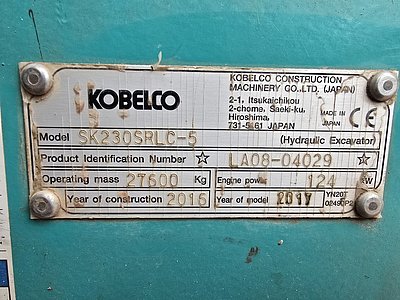 KOBELCO
KOBELCO CONSTRUCTION
MACHINERY CO.,LTD. (JAPAN)
2-1, Itsukaichikou
2-chome, Saeki-ku,
Hiroshima,
731-5161 JAPAN
MADE IN
JAPAN
CE
Model SK230SRLC-5 (Hydraulic Excavator)
Product Identification Number ☆ LA08-04029 ☆
Operating mass 27600 Kg Engine power 124 kW
Year of construction 2016 Year of model 2017
YN20T